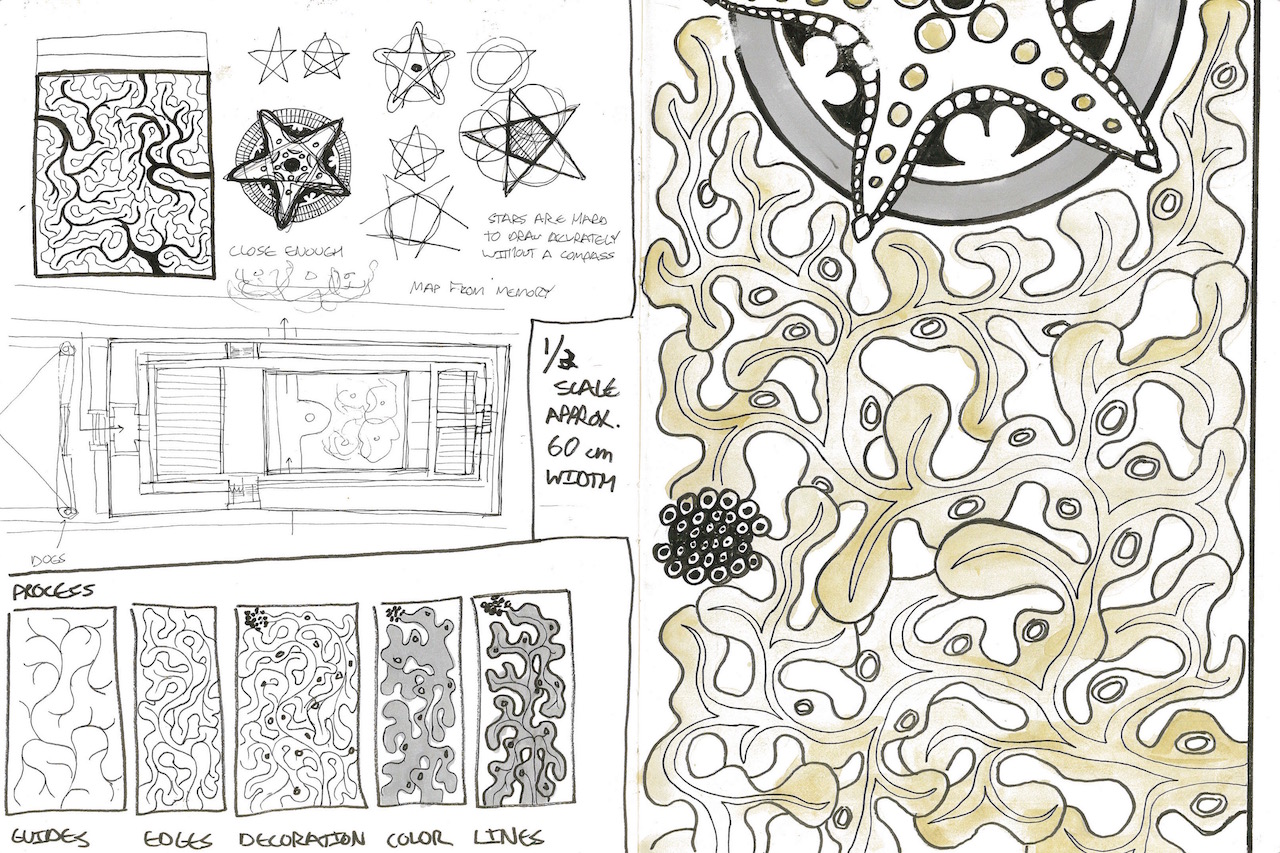 CLOSE ENOUGH
STARS ARE HARD
TO DRAW ACCURATELY
WITHOUT A COMPASS
MAP FROM MEMORY
1/2
SCALE
APPROX.
60 cm
WIDTH
DOGS
PROCESS
GUIDES
EDGES
DECORATION
COLOR
LINES